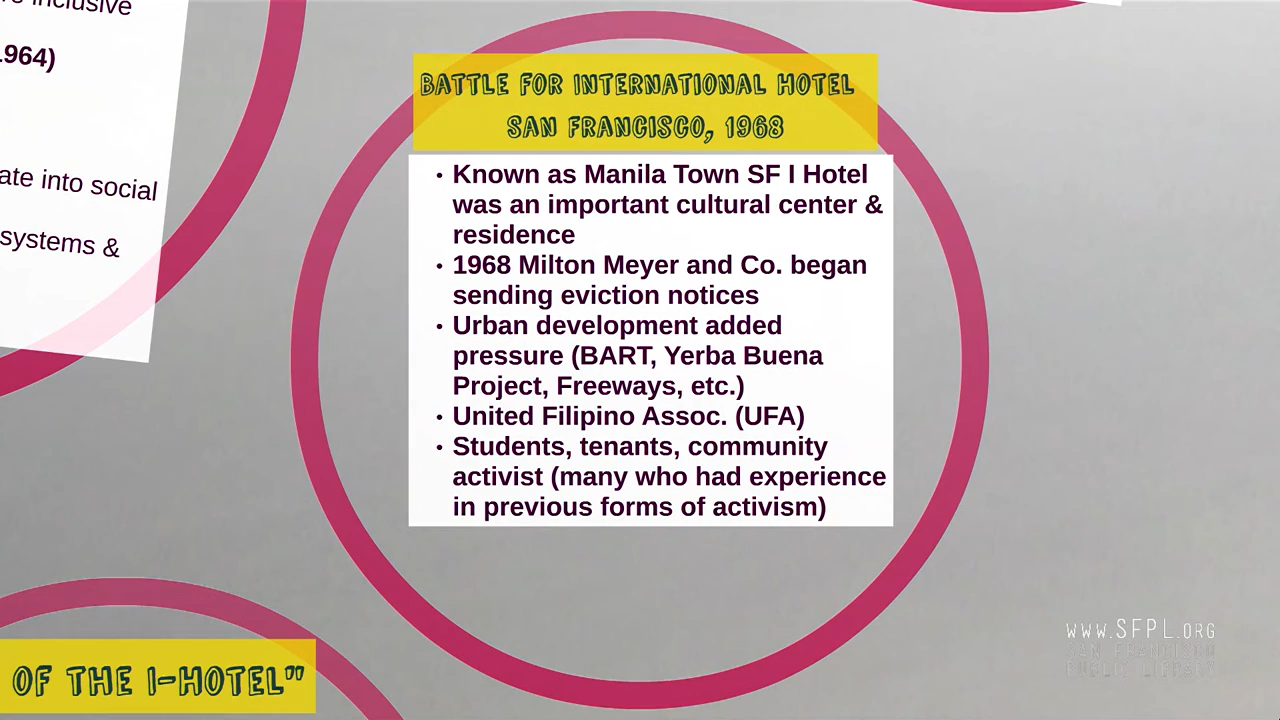 re inclusive
.964)
ate into social
systems &
BATTLE FOR INTERNATIONAL HOTEL
SAN FRANCISCO, 1968
• Known as Manila Town SF I Hotel
was an important cultural center &
residence
• 1968 Milton Meyer and Co. began
sending eviction notices
• Urban development added
pressure (BART, Yerba Buena
Project, Freeways, etc.)
• United Filipino Assoc. (UFA)
• Students, tenants, community
activist (many who had experience
in previous forms of activism)
OF THE I-HOTEL"
WWW.SFPL.ORG
SAN FRANCISCO
PUBLIC LIBRARY